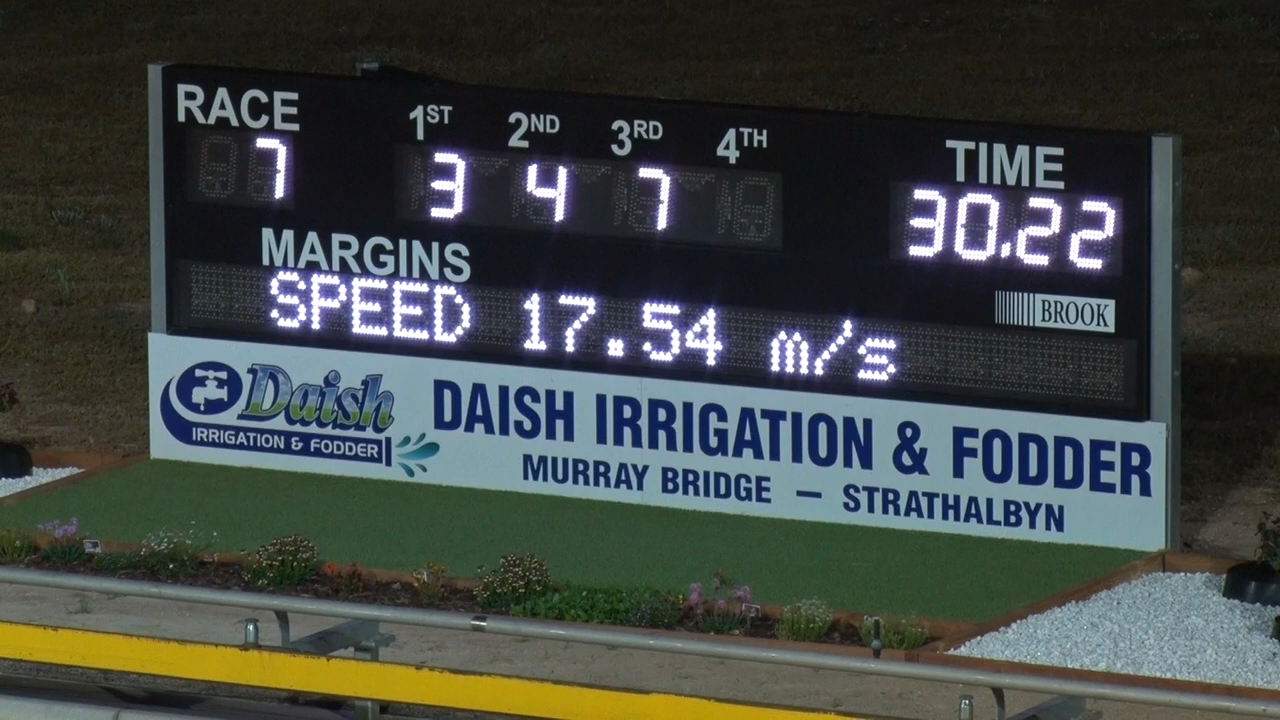 RACE 1ST 2ND 3RD 4TH TIME
7 3 4 7 30.22
MARGINS
SPEED 17.54 m/s
BROOK
Daish
IRRIGATION & FODDER
DAISH IRRIGATION & FODDER
MURRAY BRIDGE – STRATHALBYN